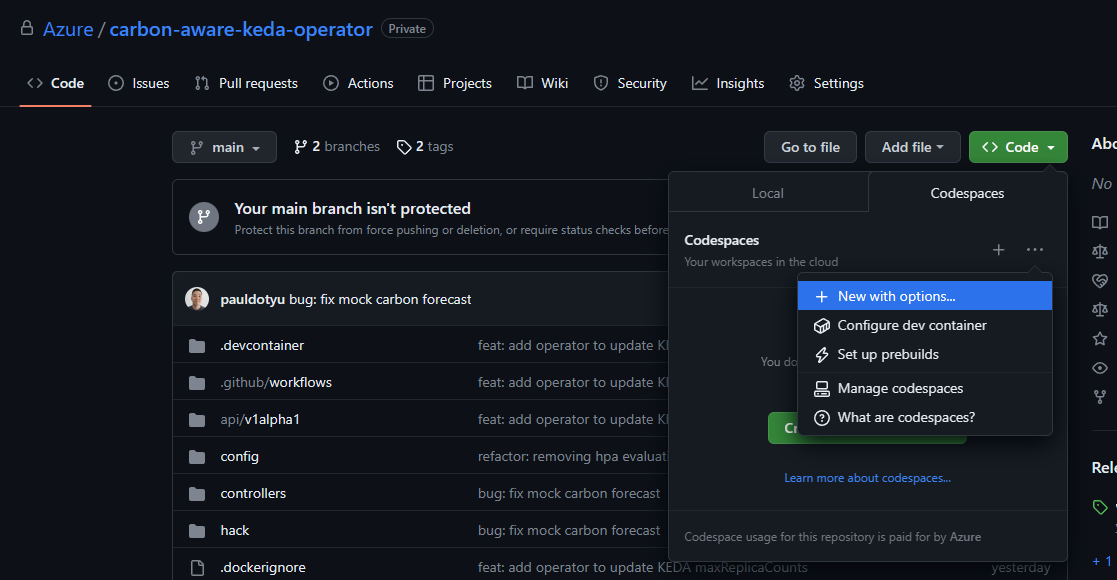 Azure / carbon-aware-keda-operator Private
Code Issues Pull requests Actions Projects Wiki Security Insights Settings
main 2 branches 2 tags Go to file Add file Code
Local Codespaces
Your main branch isn't protected
Protect this branch from force pushing or deletion, or require status checks before
Codespaces
Your workspaces in the cloud
New with options...
Configure dev container
Set up prebuilds
Manage codespaces
What are codespaces?
You do
Learn more about codespaces...
Codespace usage for this repository is paid for by Azure
pauldotyu bug: fix mock carbon forecast
.devcontainer feat: add operator to update
.github/workflows feat: add operator to update
api/v1alpha1 feat: add operator to update
config refactor: removing hpa
controllers bug: fix mock carbon forecast
hack bug: fix mock carbon forecast
.dockerignore feat: add operator to update KEDA maxReplicaCounts yesterday
No
+ 1